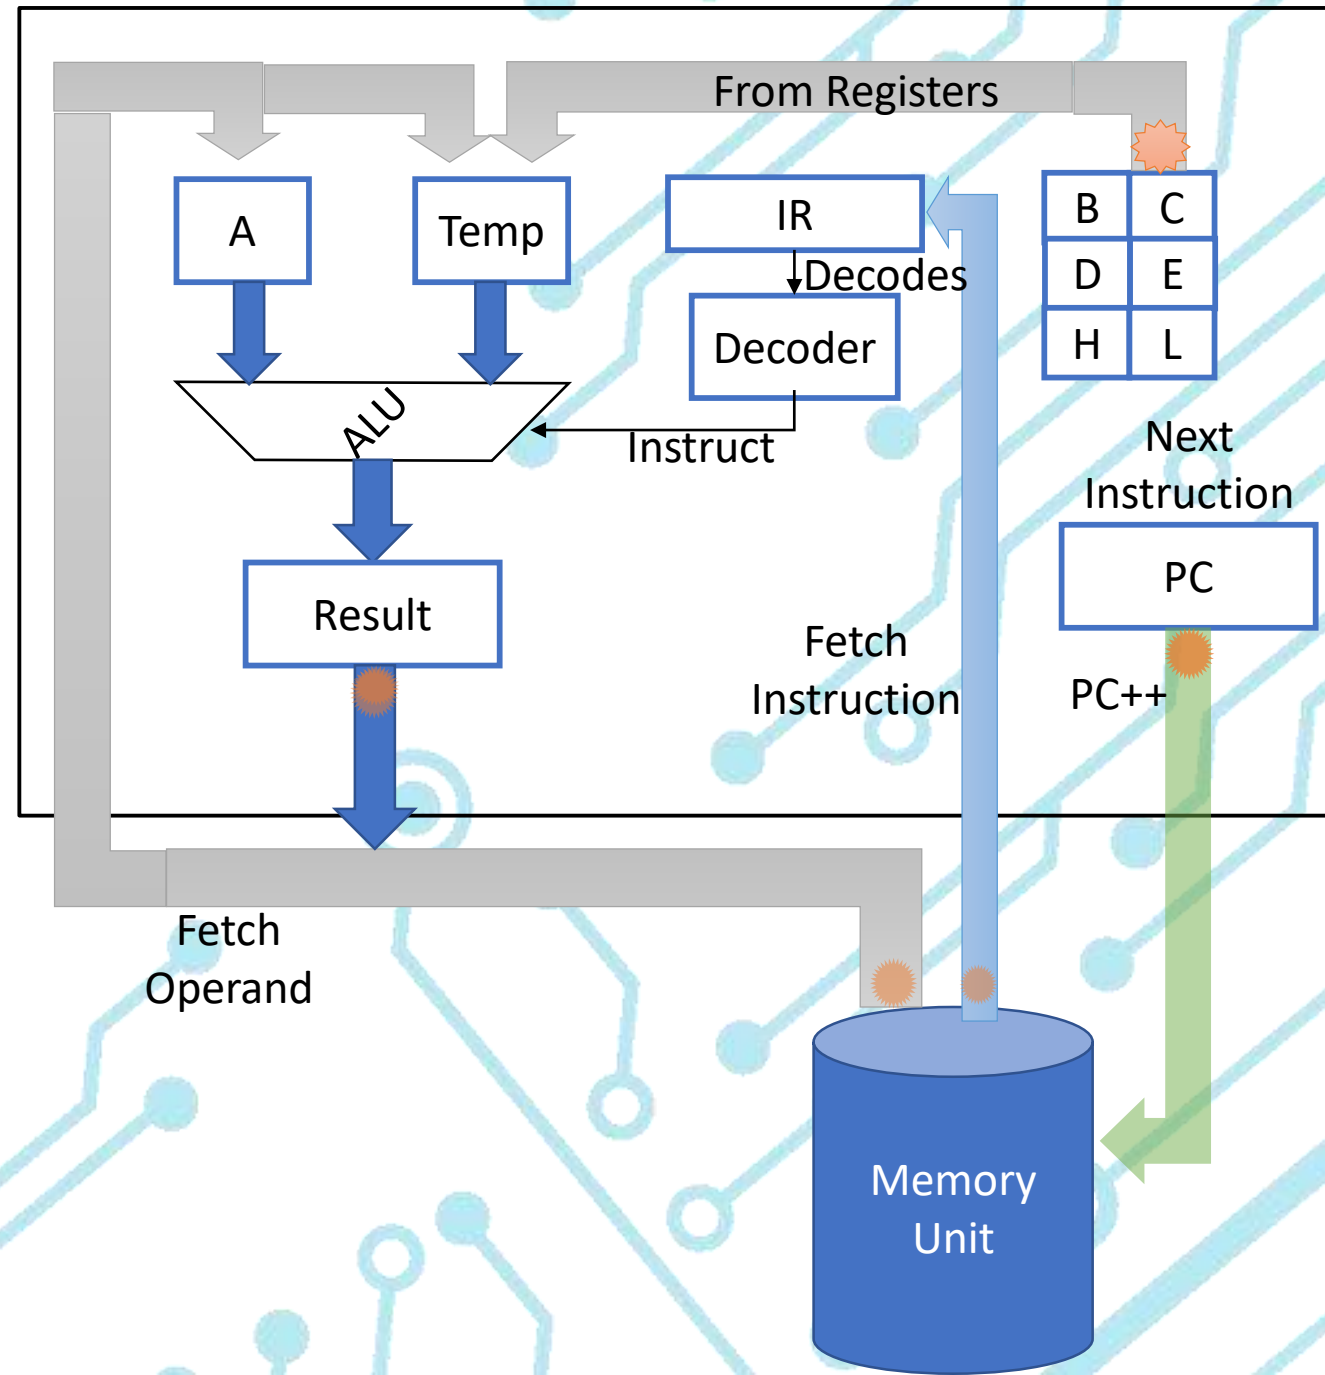 From Registers
A
Temp
IR
B
C
Decodes
D
E
Decoder
H
L
ALU
Instruct
Next
Instruction
PC
Result
Fetch
Instruction
PC++
Fetch
Operand
Memory
Unit